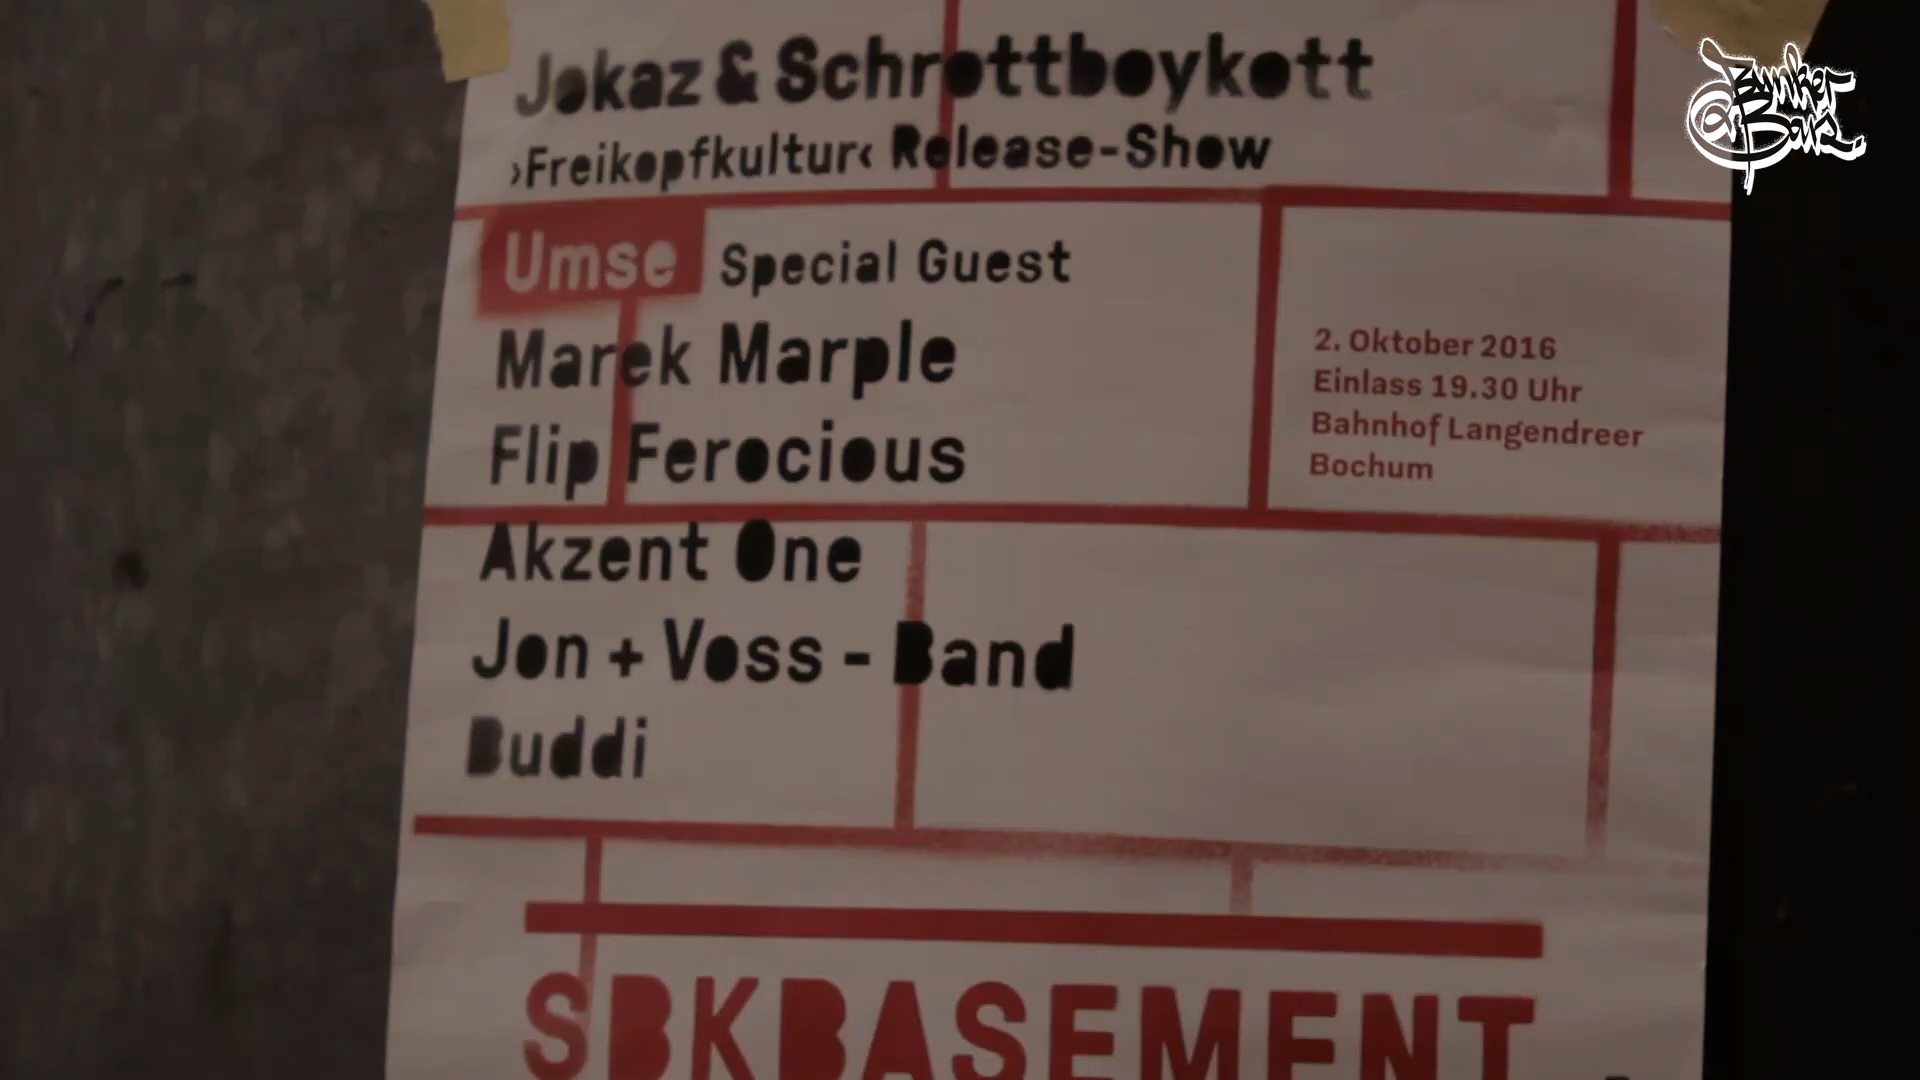 Jokaz & Schrottboykott
›Freikopfkultur‹ Release-Show
Umse Special Guest
Marek Marple
Flip Ferocious
Akzent One
Jon + Voss - Band
Buddi
2. Oktober 2016
Einlass 19.30 Uhr
Bahnhof Langendreer
Bochum
SBKBASEMENT
Bunker